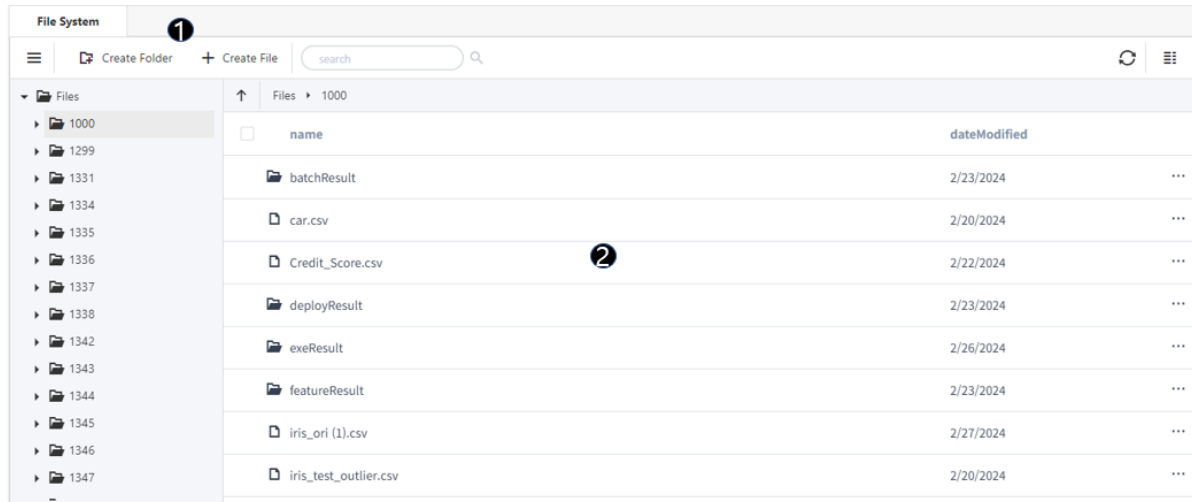 File System
1
Create Folder
Create File
search
Files
1000
1299
1331
1334
1335
1336
1337
1338
1342
1343
1344
1345
1346
1347
Files 1000
name dateModified
batchResult 2/23/2024
car.csv 2/20/2024
2
Credit_Score.csv 2/22/2024
deployResult 2/23/2024
exeResult 2/26/2024
featureResult 2/23/2024
iris_ori (1).csv 2/27/2024
iris_test_outlier.csv 2/20/2024